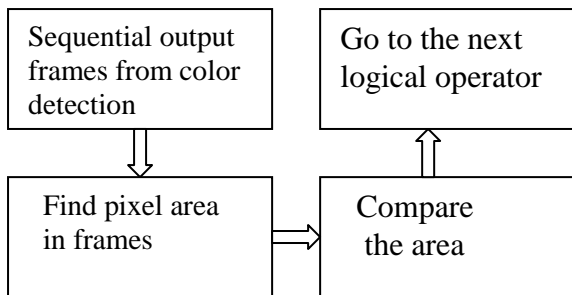 Sequential output
frames from color
detection
Find pixel area
in frames
Compare
the area
Go to the next
logical operator